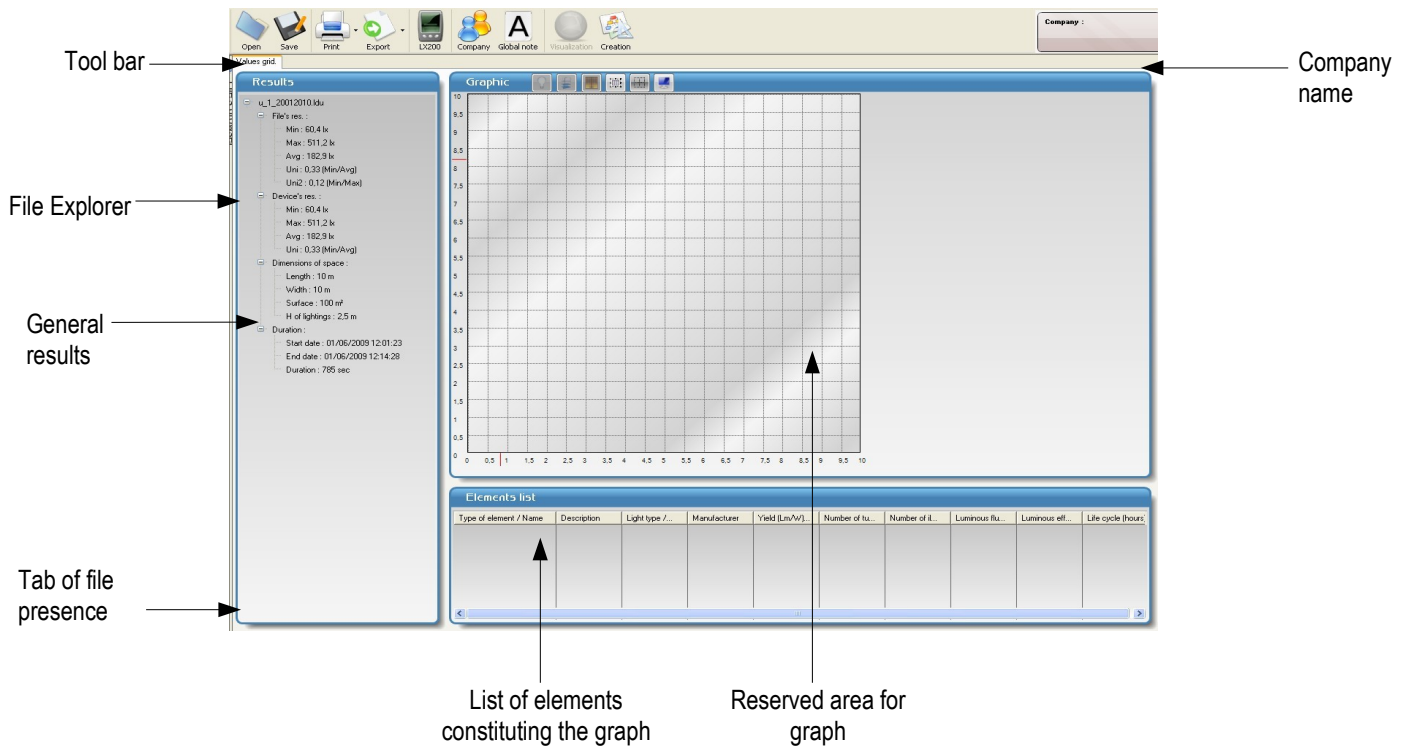 Open Save Print Export LX200 Company Global note Visualization Creation
Company :
Values grid.
Tool bar
Company
name
File Explorer
General
results
Tab of file
presence
Results
u_1_20012010.ldu
File's res. :
Min : 60,4 lx
Max : 511,2 lx
Avg : 182,9 lx
Uni : 0,33 (Min/Avg)
Uni2 : 0,12 (Min/Max)
Device's res. :
Min : 60,4 lx
Max : 511,2 lx
Avg : 182,9 lx
Uni : 0,33 (Min/Avg)
Dimensions of space :
Length : 10 m
Width : 10 m
Surface : 100 m²
H of lightings : 2,5 m
Duration :
Start date : 01/06/2009 12:01:23
End date : 01/06/2009 12:14:28
Duration : 785 sec
Graphic
10
9,5
9
8,5
8
7,5
7
6,5
6
5,5
5
4,5
4
3,5
3
2,5
2
1,5
1
0,5
0
0 0,5 1 1,5 2 2,5 3 3,5 4 4,5 5 5,5 6 6,5 7 7,5 8 8,5 9 9,5 10
Elements list
Type of element / Name Description Light type /... Manufacturer Yield (Lm/W)... Number of tu... Number of il... Luminous flu... Luminous eff... Life cycle (hours)
List of elements
constituting the graph
Reserved area for
graph